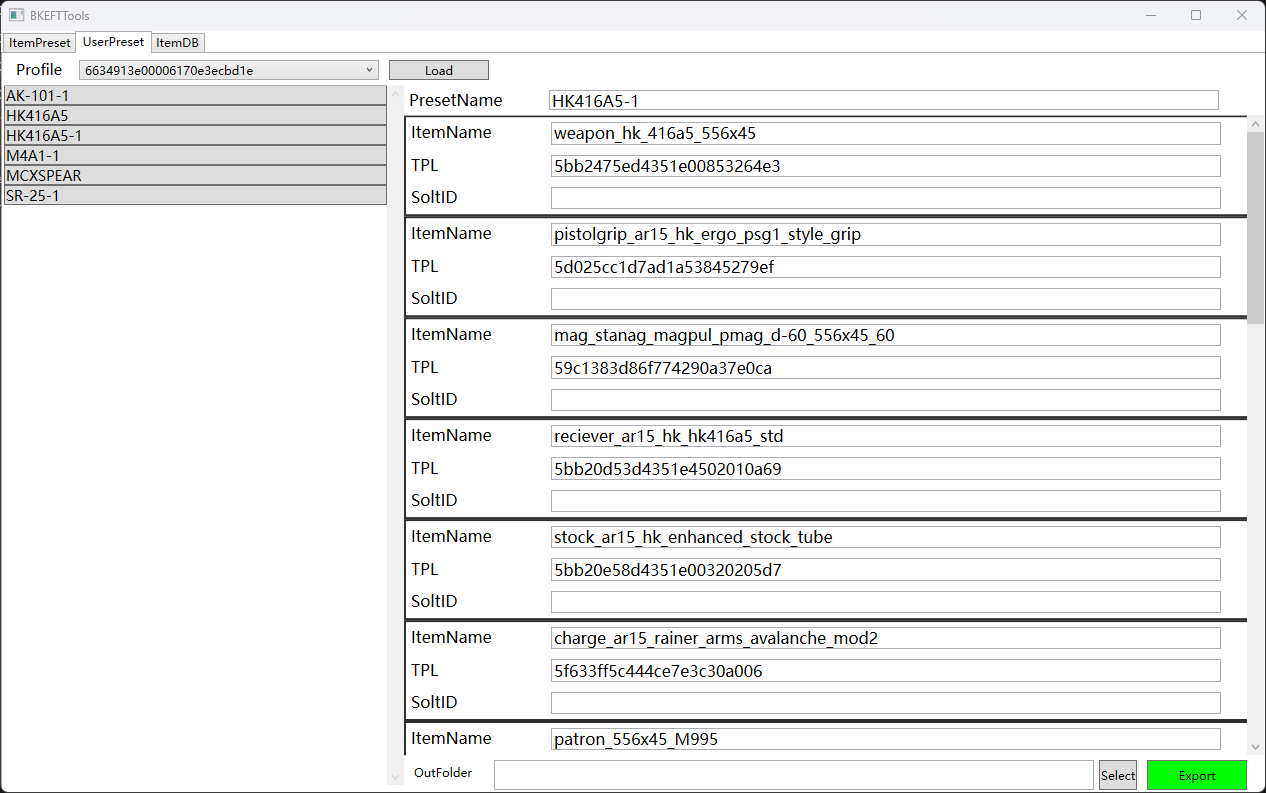 BKEFTTools
ItemPreset UserPreset ItemDB
Profile 6634913e00006170e3ecbd1e Load
AK-101-1
HK416A5
HK416A5-1
M4A1-1
MCXSPEAR
SR-25-1
PresetName HK416A5-1
ItemName weapon_hk_416a5_556x45
TPL 5bb2475ed4351e00853264e3
SoltID
ItemName pistolgrip_ar15_hk_ergo_psg1_style_grip
TPL 5d025cc1d7ad1a53845279ef
SoltID
ItemName mag_stanag_magpul_pmag_d-60_556x45_60
TPL 59c1383d86f774290a37e0ca
SoltID
ItemName reciever_ar15_hk_hk416a5_std
TPL 5bb20d53d4351e4502010a69
SoltID
ItemName stock_ar15_hk_enhanced_stock_tube
TPL 5bb20e58d4351e00320205d7
SoltID
ItemName charge_ar15_rainer_arms_avalanche_mod2
TPL 5f633ff5c444ce7e3c30a006
SoltID
ItemName patron_556x45_M995
OutFolder Select Export